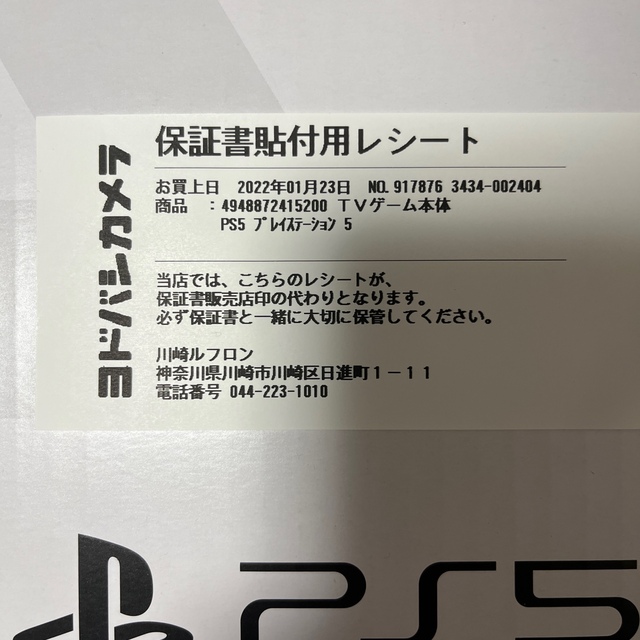 ヨドバシカメラ
保証書貼付用レシート
お買上日 2022年01月23日 NO.917876 3434-002404
商品 :4948872415200 TVゲーム本体
PS5 プレイステーション 5
当店では、こちらのレシートが、
保証書販売店印の代わりとなります。
必ず保証書と一緒に大切に保管してください。
川崎ルフロン
神奈川県川崎市川崎区日進町1-11
電話番号 044-223-1010
PS5